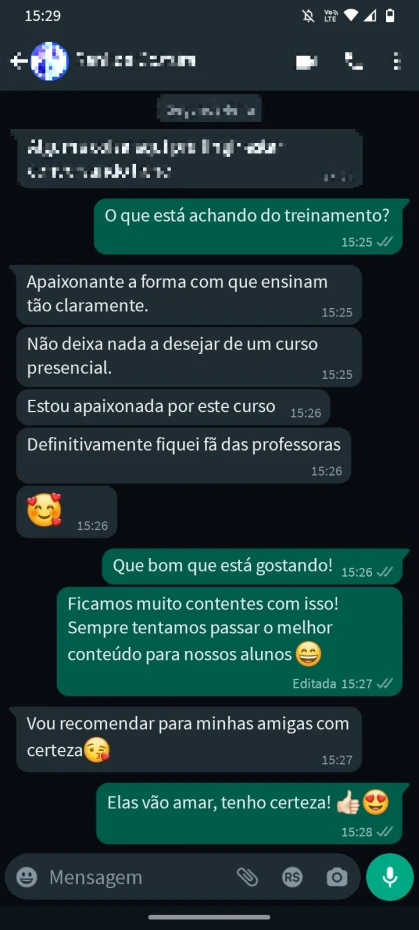 15:29
Vo))
LTE
O que está achando do treinamento?
15:25
Apaixonante a forma com que ensinam
tão claramente.
15:25
Não deixa nada a desejar de um curso
presencial.
15:25
Estou apaixonada por este curso
15:26
Definitivamente fiquei fã das professoras
15:26
🥰
15:26
Que bom que está gostando!
15:26
Ficamos muito contentes com isso!
Sempre tentamos passar o melhor
conteúdo para nossos alunos 😄
Editada 15:27
Vou recomendar para minhas amigas com
certeza😘
15:27
Elas vão amar, tenho certeza! 👍🏻😍
15:28
Mensagem
R$